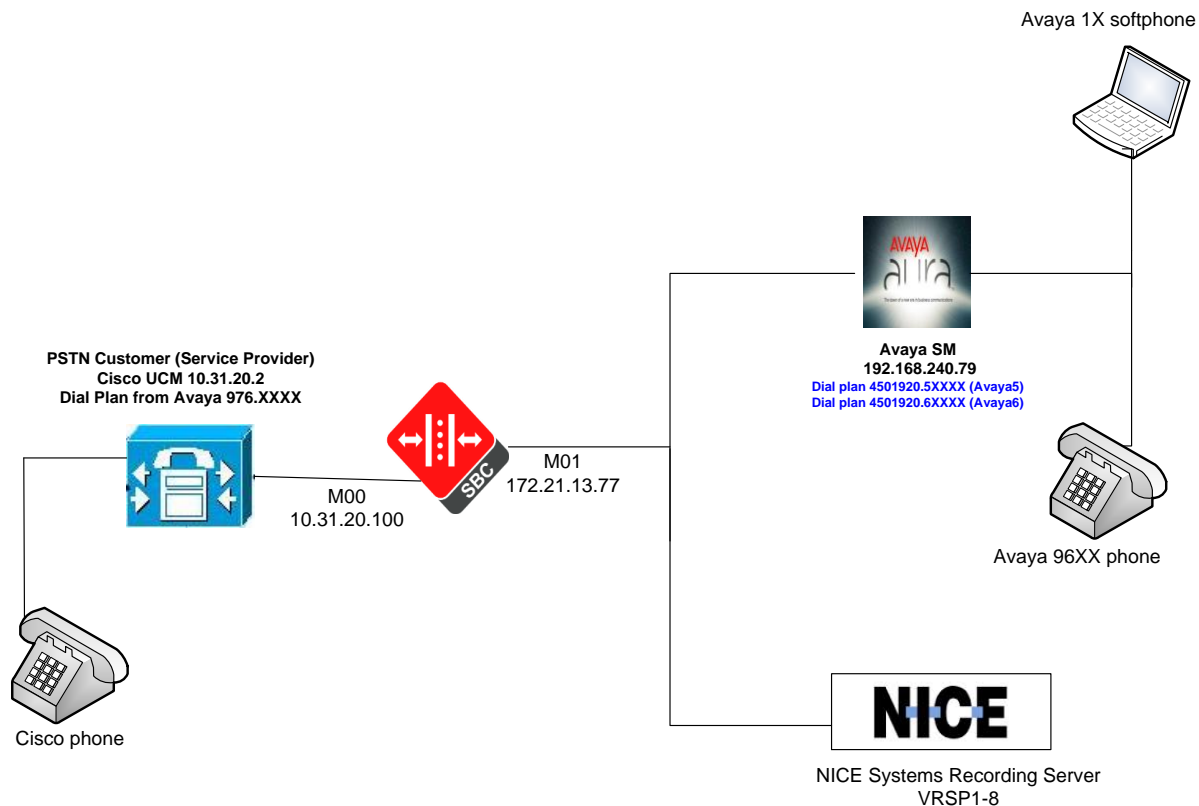 Avaya 1X softphone
AVAYA
aura
Avaya SM
192.168.240.79
Dial plan 4501920.5XXXX (Avaya5)
Dial plan 4501920.6XXXX (Avaya6)
PSTN Customer (Service Provider)
Cisco UCM 10.31.20.2
Dial Plan from Avaya 976.XXXX
SBC
M01
172.21.13.77
M00
10.31.20.100
Avaya 96XX phone
Cisco phone
NICE
NICE Systems Recording Server
VRSP1-8